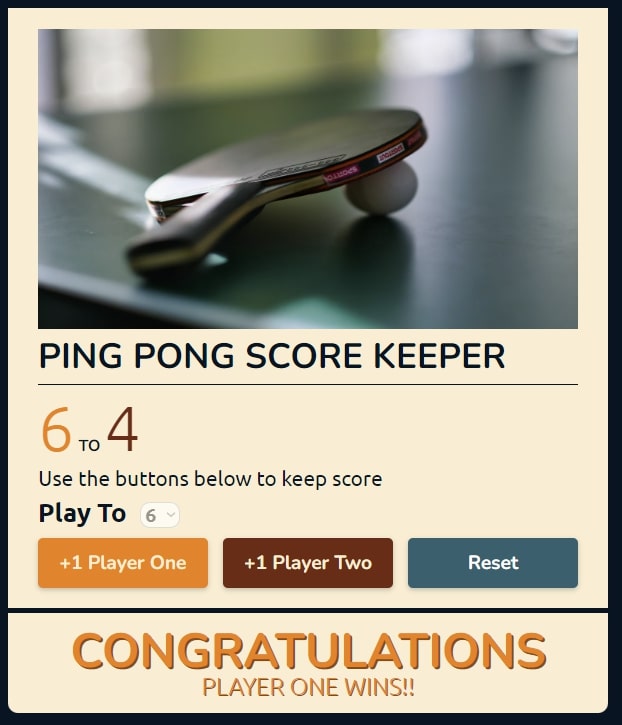 PING PONG SCORE KEEPER
6 TO 4
Use the buttons below to keep score
Play To 6
+1 Player One +1 Player Two Reset
CONGRATULATIONS
PLAYER ONE WINS!!